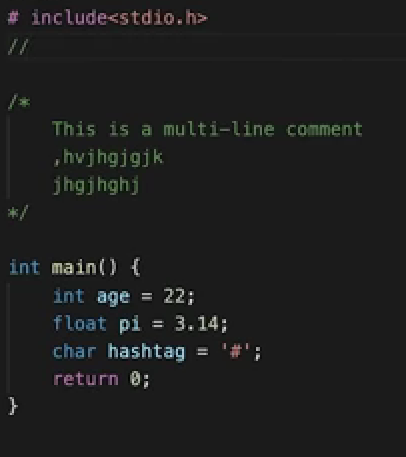 # include<stdio.h>
//
/*
This is a multi-line comment
,hvjhgjgjk
jhgjhghj
*/
int main() {
int age = 22;
float pi = 3.14;
char hashtag = '#';
return 0;
}